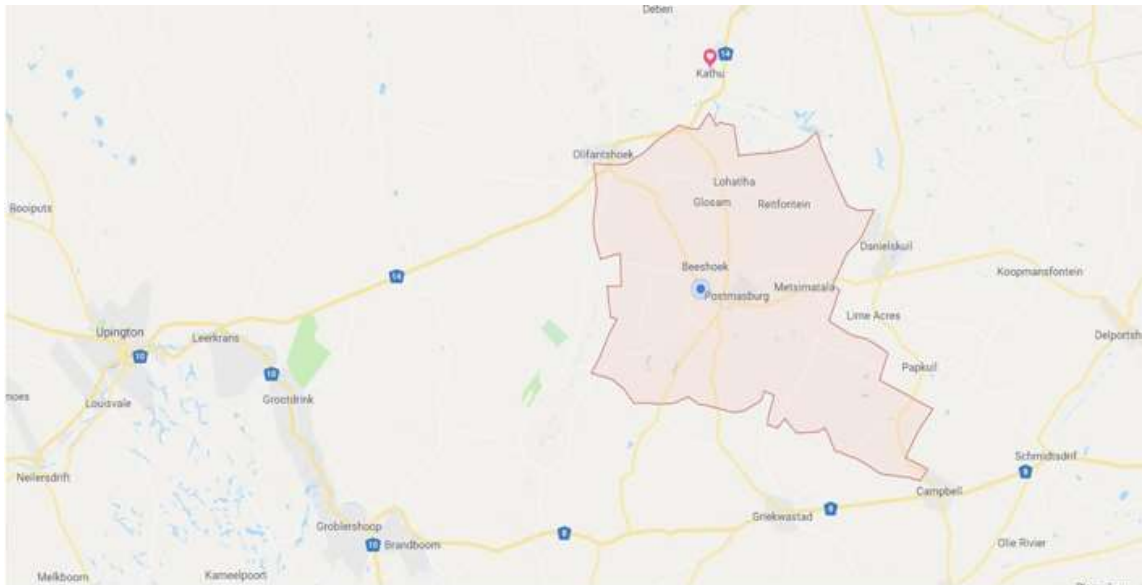 Deben
14
Kathu
Olifantshoek
Lohatlha
Glosam
Reitfontein
Rooiputs
Danielskuil
Beeshoek
Koopmansfontein
14
Metsimatala
Postmasburg
Lime Acres
Upington
Leerkrans
10
Delportsh
Papkuil
10
Grootdrink
noes
Louisvale
Schmidtsdrif
8
Neilersdrift
Campbell
8
Griekwastad
Groblershoop
8
Olie Rivier
10
Brandboom
Melkboom
Kameelpoort